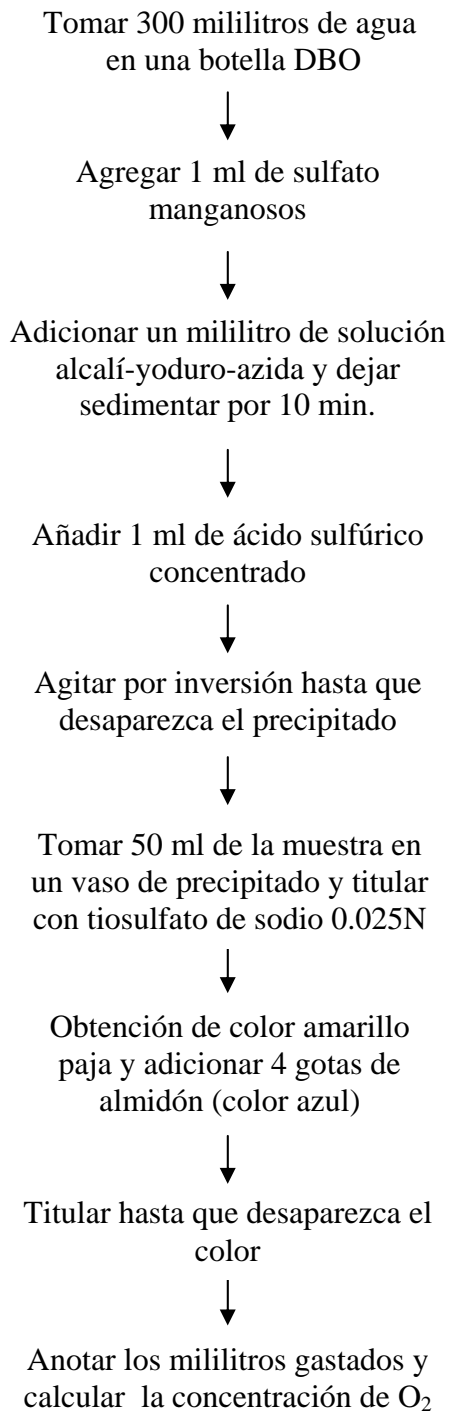 Tomar 300 mililitros de agua
en una botella DBO
Agregar 1 ml de sulfato
manganosos
Adicionar un mililitro de solución
alcalí-yoduro-azida y dejar
sedimentar por 10 min.
Añadir 1 ml de ácido sulfúrico
concentrado
Agitar por inversión hasta que
desaparezca el precipitado
Tomar 50 ml de la muestra en
un vaso de precipitado y titular
con tiosulfato de sodio 0.025N
Obtención de color amarillo
paja y adicionar 4 gotas de
almidón (color azul)
Titular hasta que desaparezca el
color
Anotar los mililitros gastados y
calcular la concentración de O₂